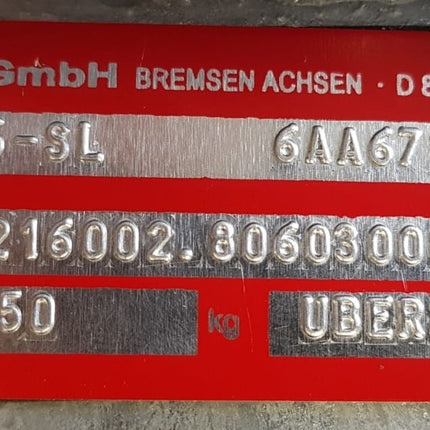 GmbH BREMSEN ACHSEN · D 8
-SL 6AA67
216002.8060300
50 kg UBER